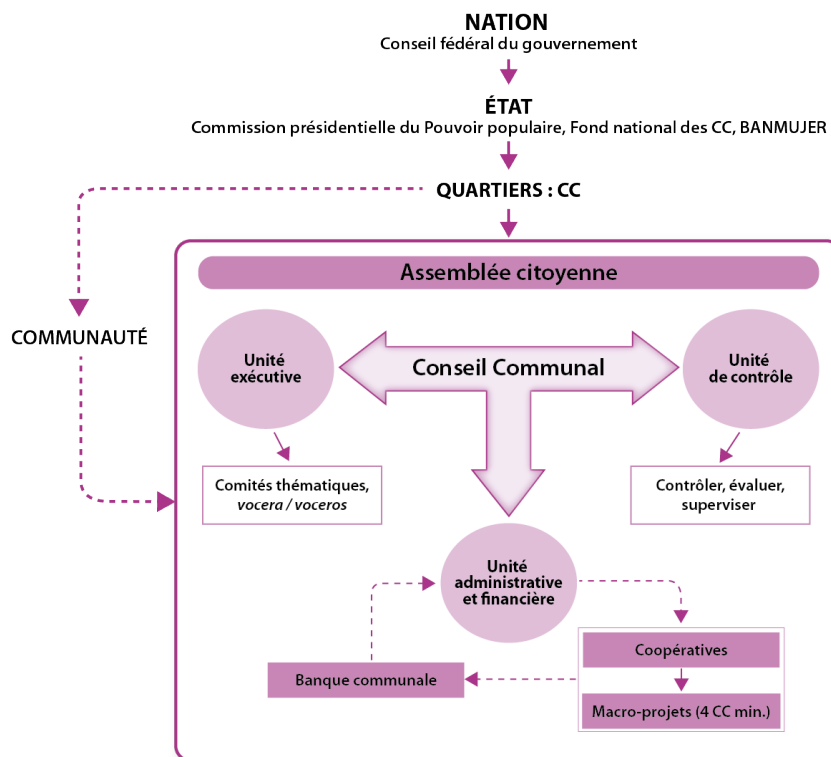 NATION
Conseil fédéral du gouvernement
ÉTAT
Commission présidentielle du Pouvoir populaire, Fond national des CC, BANMUJER
QUARTIERS : CC
Assemblée citoyenne
COMMUNAUTÉ
Unité
exécutive
Conseil Communal
Unité
de contrôle
Comités thématiques,
vocera / voceros
Contrôler, évaluer,
superviser
Unité
administrative
et financière
Coopératives
Banque communale
Macro-projets (4 CC min.)